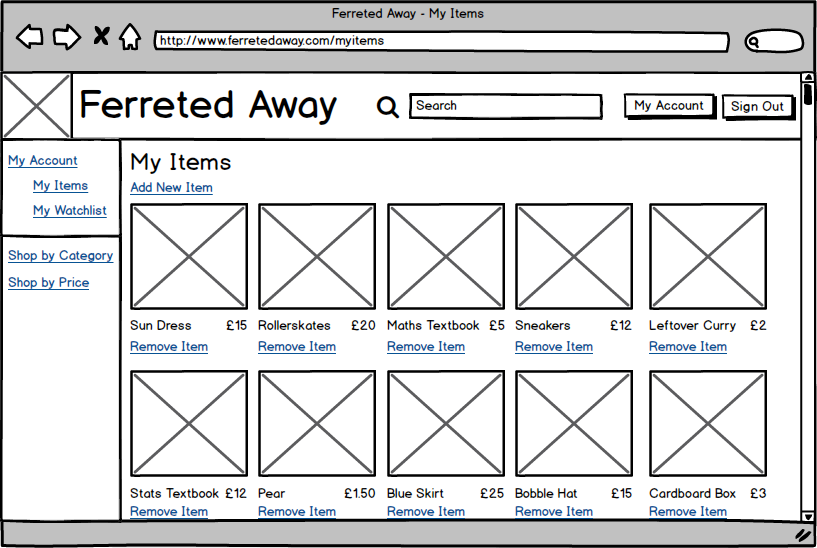 Ferreted Away - My Items
http://www.ferretedaway.com/myitems
Ferreted Away
Search
My Account
Sign Out
My Account
My Items
My Watchlist
Shop by Category
Shop by Price
My Items
Add New Item
Sun Dress £15 Rollerskates £20 Maths Textbook £5 Sneakers £12 Leftover Curry £2
Remove Item Remove Item Remove Item Remove Item Remove Item
Stats Textbook £12 Pear £1.50 Blue Skirt £25 Bobble Hat £15 Cardboard Box £3
Remove Item Remove Item Remove Item Remove Item Remove Item